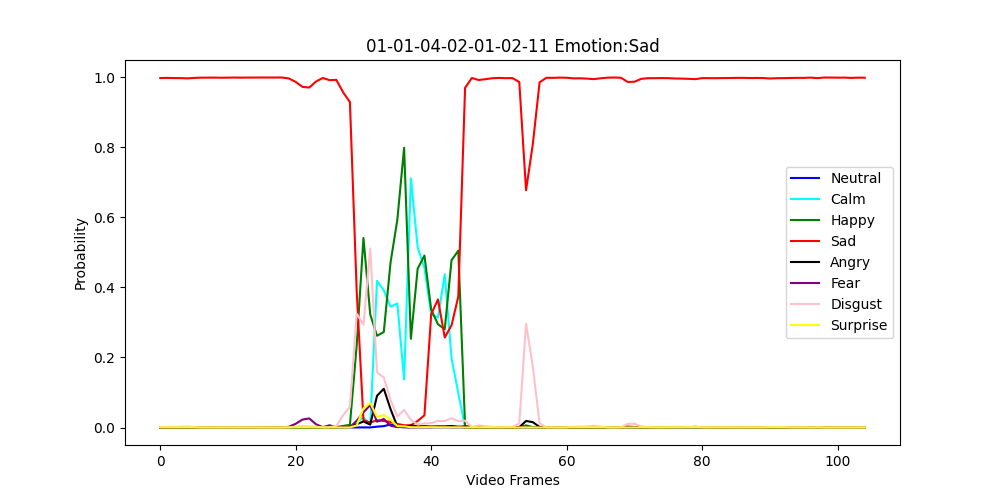 01-01-04-02-01-02-11 Emotion:Sad
Probability
1.0
0.8
0.6
0.4
0.2
0.0
Neutral
Calm
Happy
Sad
Angry
Fear
Disgust
Surprise
0 20 40 60 80 100
Video Frames